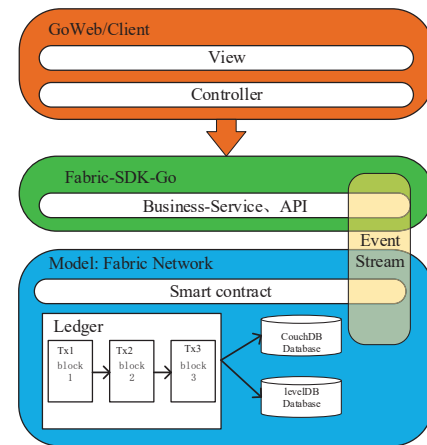 GoWeb/Client
View
Controller
Fabric-SDK-Go
Business-Service、API
Event
Stream
Model: Fabric Network
Smart contract
Ledger
Tx1
block
1
Tx2
block
2
Tx3
block
3
CouchDB
Database
levelDB
Database